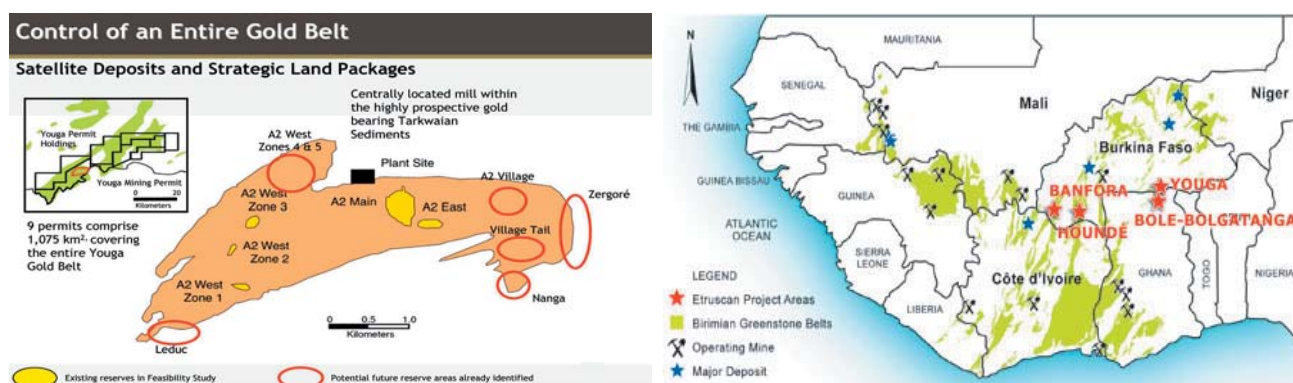 Control of an Entire Gold Belt
Satellite Deposits and Strategic Land Packages
Youga Permit
Holdings
Youga Mining Permit
0 20
Kilometers
9 permits comprise
1,075 km², covering
the entire Youga
Gold Belt
Centrally located mill within
the highly prospective gold
bearing Tarkwaian
Sediments
A2 West
Zones 4 & 5
Plant Site
A2 Village
Zergoré
A2 West
Zone 3
A2 Main
A2 East
Village Tail
A2 West
Zone 2
A2 West
Zone 1
Nanga
Leduc
0 0.5 1.0
Kilometers
Existing reserves in Feasibility Study
Potential future reserve areas already identified
N
MAURITANIA
SENEGAL
Mali
Niger
THE GAMBIA
Burkina Faso
GUINEA BISSAU
GUINEA
BANFORA
YOUGA
BOLE-BOLGATANGA
HOUNDÉ
ATLANTIC
OCEAN
SIERRA
LEONE
Côte d'Ivoire
GHANA
TOGO
NIGERIA
LIBERIA
LEGEND
Etruscan Project Areas
Birimian Greenstone Belts
Operating Mine
Major Deposit